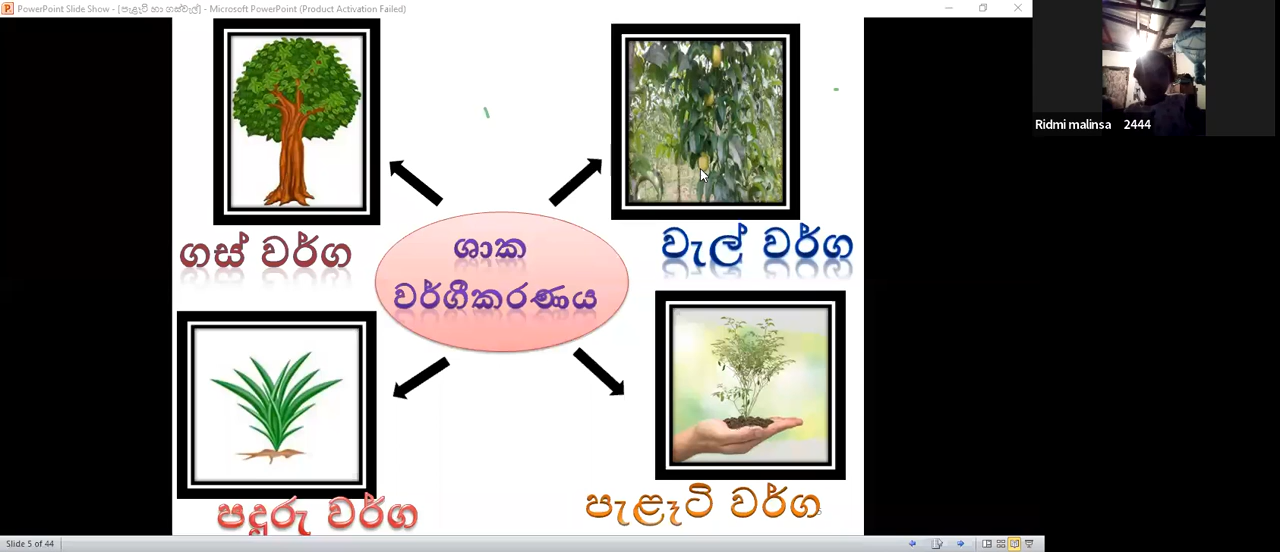 PowerPoint Slide Show - [පැළෑටි හා ගස්වැල්] - Microsoft PowerPoint (Product Activation Failed)
Ridmi malinsa 2444
ගස් වර්ග
වැල් වර්ග
ශාක
වර්ගීකරණය
පඳුරු වර්ග
පැළෑටි වර්ග
Slide 5 of 44